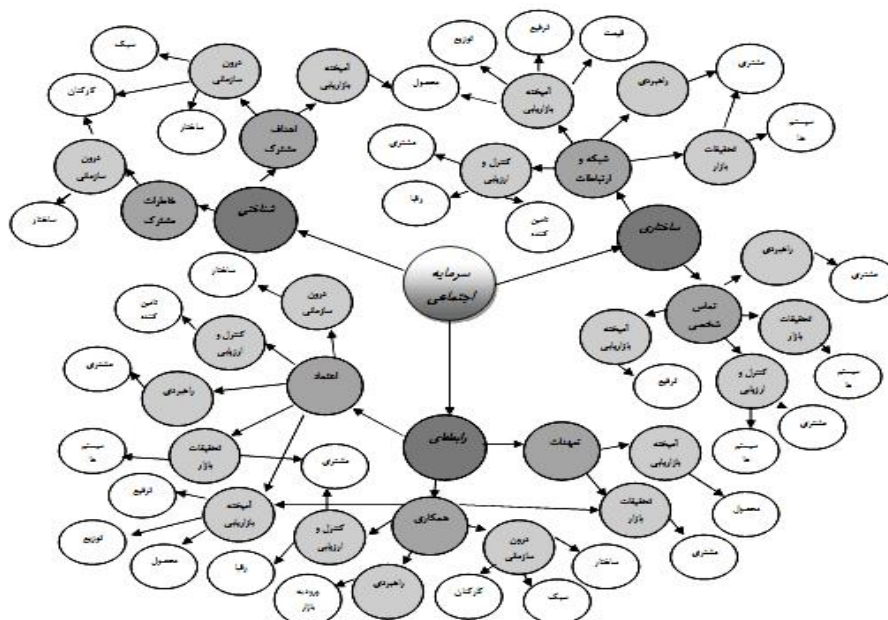 سرمایه
اجتماعی
شناختی
اهداف
مشترک
آمیخته
بازاریابی
محصول
درون
سازمانی
سبک
کارکنان
ساختار
خاطرات
مشترک
درون
سازمانی
ساختار
ساختاری
شبکه و
ارتباطات
آمیخته
بازاریابی
توزیع
ترفیع
قیمت
راهبردی
مشتری
تحقیقات
بازار
سیستم
ها
کنترل و
ارزیابی
مشتری
رقبا
تامین
کننده
تماس
شخصی
راهبردی
مشتری
تحقیقات
بازار
سیستم
ها
کنترل و
ارزیابی
مشتری
سیستم
ها
آمیخته
بازاریابی
ترفیع
رابطه‌ای
اعتماد
درون
سازمانی
ساختار
کنترل و
ارزیابی
تامین
کننده
راهبردی
مشتری
تحقیقات
بازار
سیستم
ها
مشتری
آمیخته
بازاریابی
ترفیع
توزیع
محصول
تعهدات
آمیخته
بازاریابی
محصول
تحقیقات
بازار
مشتری
همکاری
کنترل و
ارزیابی
رقبا
راهبردی
ورود به
بازار
درون
سازمانی
کارکنان
سبک
ساختار